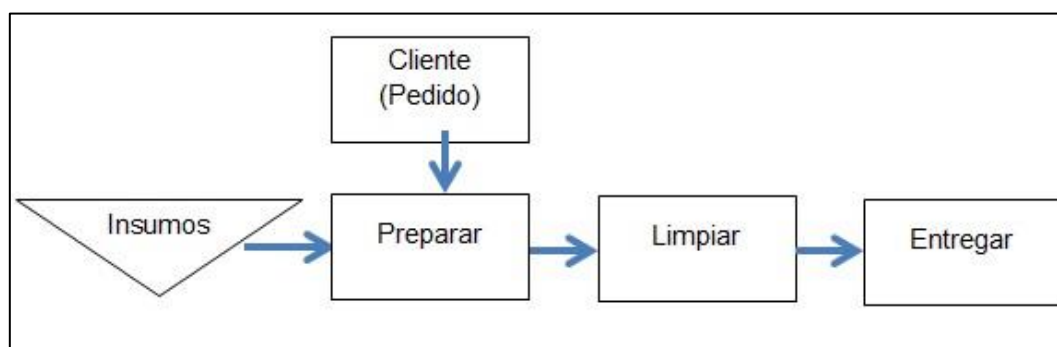 Cliente
(Pedido)
Insumos
Preparar
Limpiar
Entregar